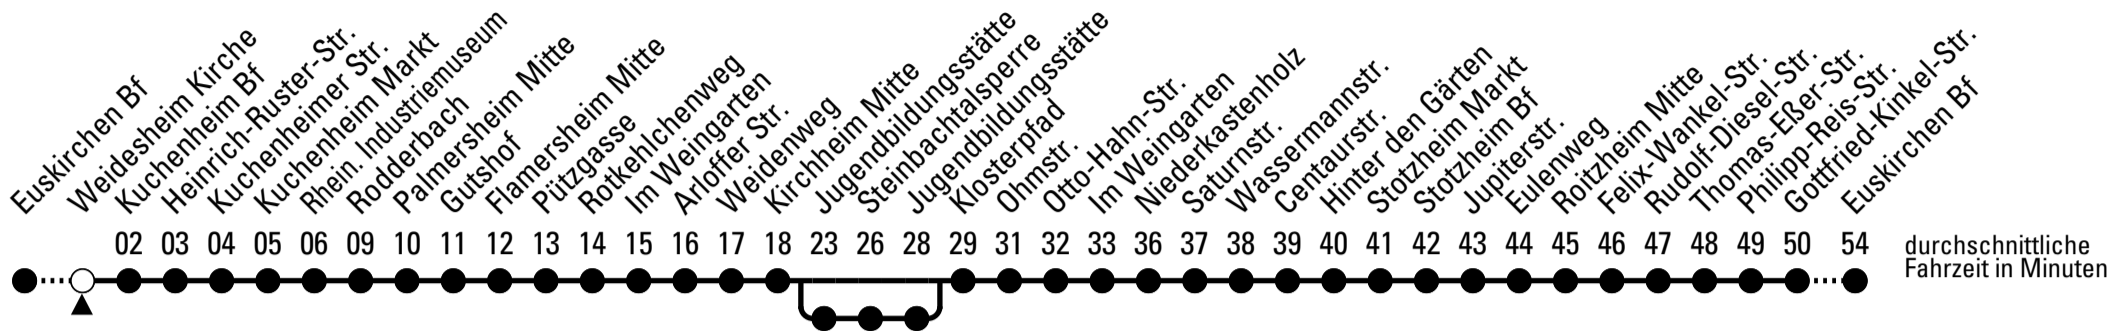 Euskirchen Bf
Weidesheim Kirche
Kuchenheim Bf
Heinrich-Ruster-Str.
Kuchenheimer Str.
Kuchenheim Markt
Rhein. Industriemuseum
Rodderbach
Palmersheim Mitte
Gutshof
Flamersheim Mitte
Pützgasse
Rotkehlchenweg
Im Weingarten
Arloffer Str.
Weidenweg
Kirchheim Mitte
Jugendbildungsstätte
Steinbachtalsperre
Jugendbildungsstätte
Klosterpfad
Ohmstr.
Otto-Hahn-Str.
Im Weingarten
Niederkastenholz
Saturnstr.
Wassermannstr.
Centaurstr.
Hinter den Gärten
Stotzheim Markt
Stotzheim Bf
Jupiterstr.
Eulenweg
Roitzheim Mitte
Felix-Wankel-Str.
Rudolf-Diesel-Str.
Thomas-Eßer-Str.
Philipp-Reis-Str.
Gottfried-Kinkel-Str.
Euskirchen Bf
02 03 04 05 06 09 10 11 12 13 14 15 16 17 18 23 26 28 29 31 32 33 36 37 38 39 40 41 42 43 44 45 46 47 48 49 50 54
durchschnittliche
Fahrzeit in Minuten